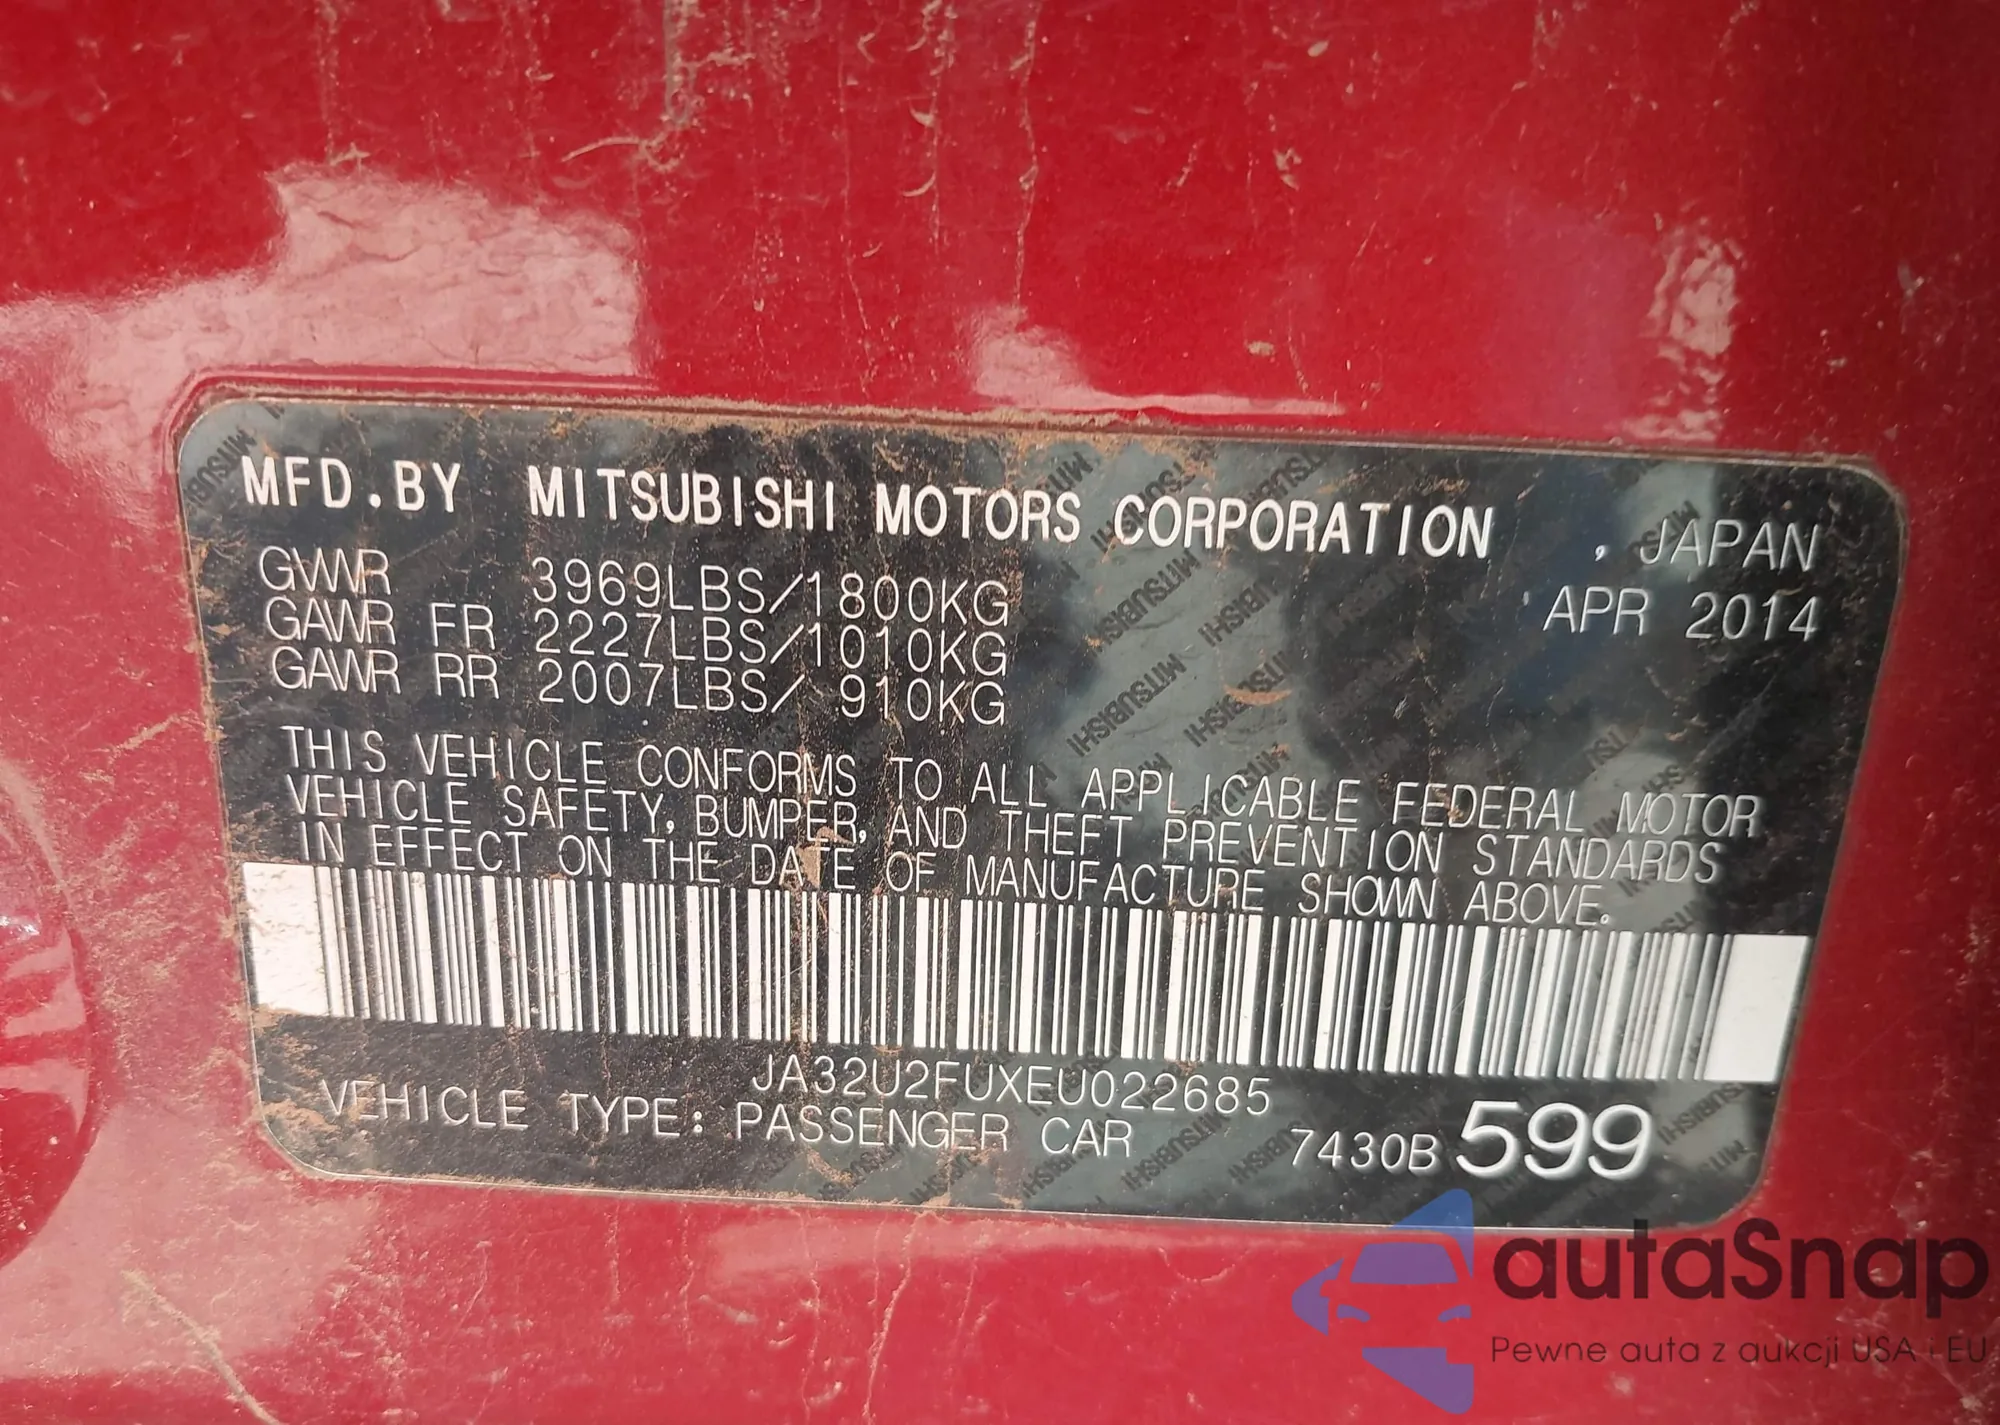 MFD.BY MITSUBISHI MOTORS CORPORATION , JAPAN
GVWR 3969LBS/1800KG APR 2014
GAWR FR 2227LBS/1010KG
GAWR RR 2007LBS/ 910KG
THIS VEHICLE CONFORMS TO ALL APPLICABLE FEDERAL MOTOR
VEHICLE SAFETY, BUMPER, AND THEFT PREVENTION STANDARDS
IN EFFECT ON THE DATE OF MANUFACTURE SHOWN ABOVE.
JA32U2FUXEU022685
VEHICLE TYPE: PASSENGER CAR 7430B 599
autaSnap
Pewne auta z aukcji USA i EU